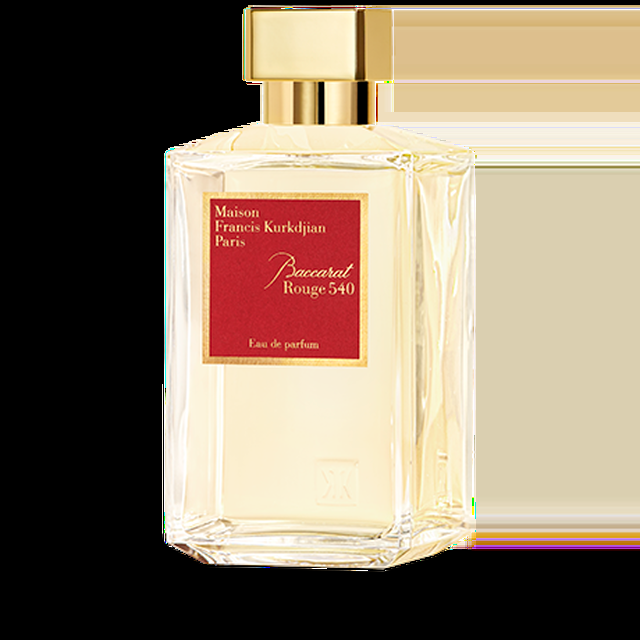 Maison
Francis Kurkdjian
Paris
Baccarat
Rouge 540
Eau de parfum